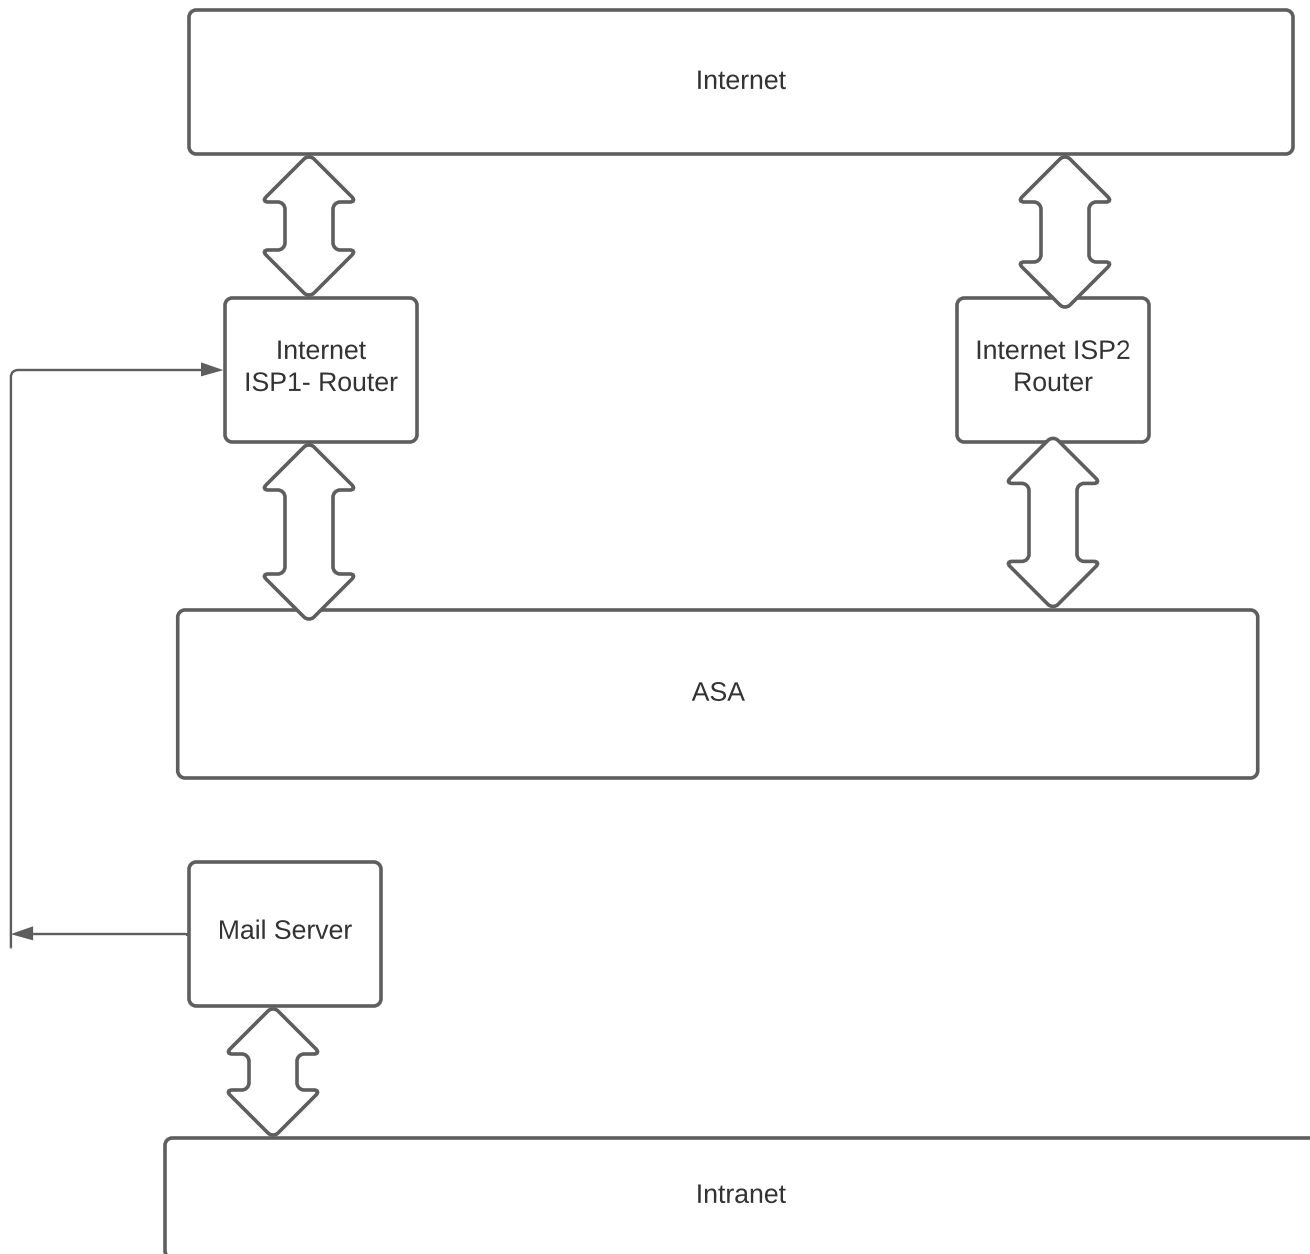 Internet
Internet
ISP1- Router
Internet ISP2
Router
ASA
Mail Server
Intranet